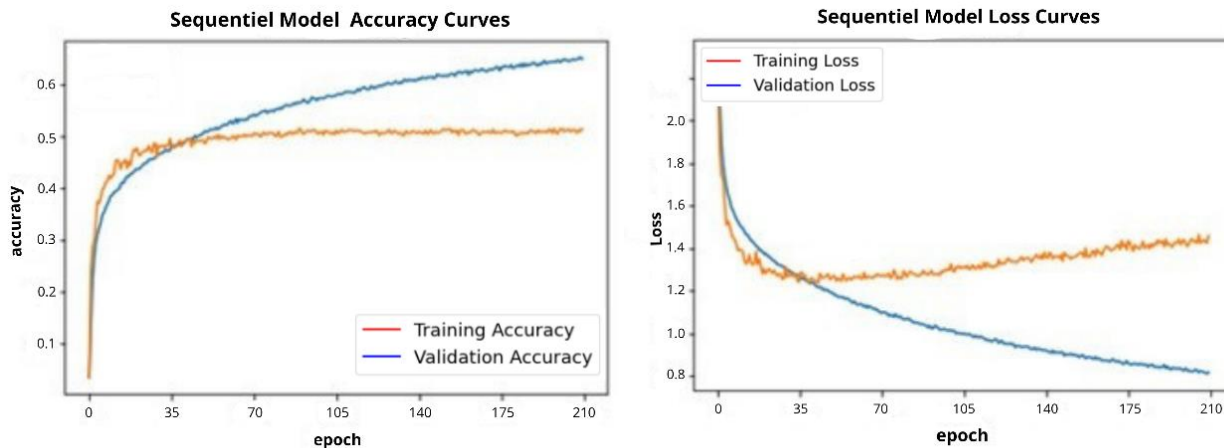 Sequentiel Model Accuracy Curves
0.6
0.5
0.4
0.3
0.2
0.1
accuracy
Training Accuracy
Validation Accuracy
0 35 70 105 140 175 210
epoch
Sequentiel Model Loss Curves
Training Loss
Validation Loss
2.0
1.8
1.6
1.4
1.2
1.0
0.8
Loss
0 35 70 105 140 175 210
epoch